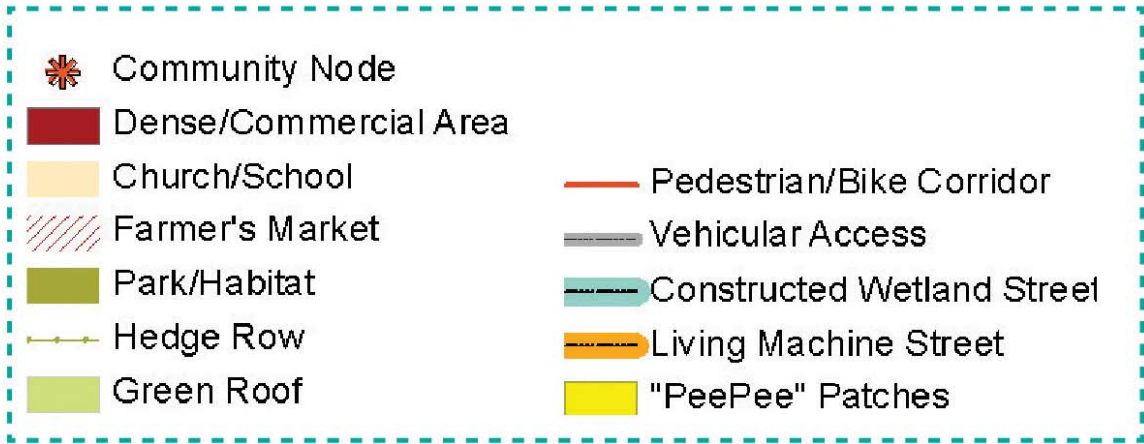 Community Node
Dense/Commercial Area
Church/School
Farmer's Market
Park/Habitat
Hedge Row
Green Roof
Pedestrian/Bike Corridor
Vehicular Access
Constructed Wetland Street
Living Machine Street
"PeePee" Patches